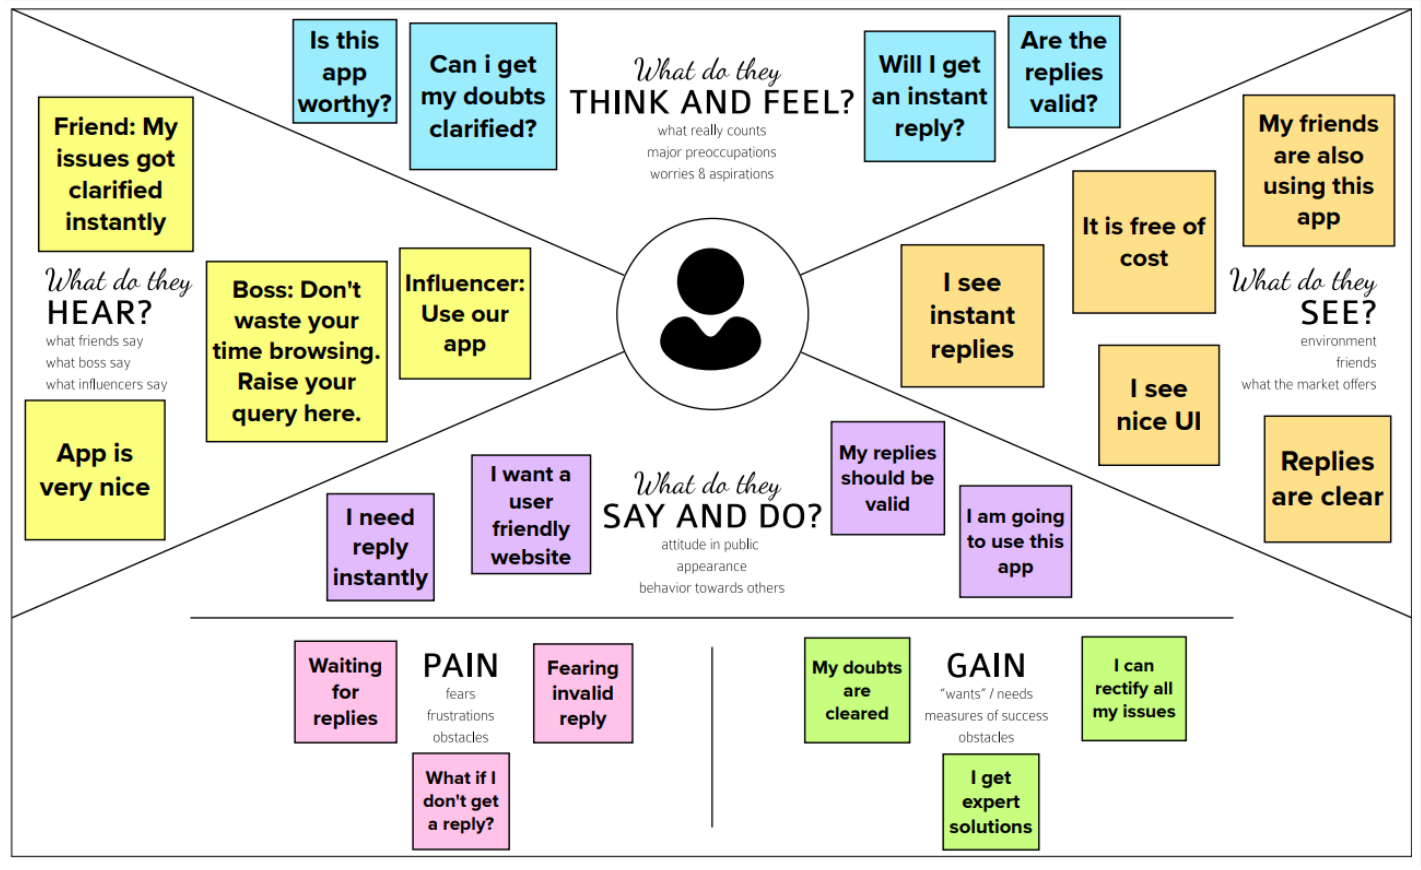 Is this
app
worthy?
Can i get
my doubts
clarified?
What do they
THINK AND FEEL?
what really counts
major preoccupations
worries & aspirations
Will I get
an instant
reply?
Are the
replies
valid?
Friend: My
issues got
clarified
instantly
What do they
HEAR?
what friends say
what boss say
what influencers say
Boss: Don't
waste your
time browsing.
Raise your
query here.
Influencer:
Use our
app
App is
very nice
My friends
are also
using this
app
It is free of
cost
I see
instant
replies
What do they
SEE?
environment
friends
what the market offers
I see
nice UI
Replies
are clear
I need
reply
instantly
I want a
user
friendly
website
What do they
SAY AND DO?
attitude in public
appearance
behavior towards others
My replies
should be
valid
I am going
to use this
app
Waiting
for
replies
PAIN
fears
frustrations
obstacles
Fearing
invalid
reply
What if I
don't get
a reply?
My doubts
are
cleared
GAIN
"wants" / needs
measures of success
obstacles
I can
rectify all
my issues
I get
expert
solutions